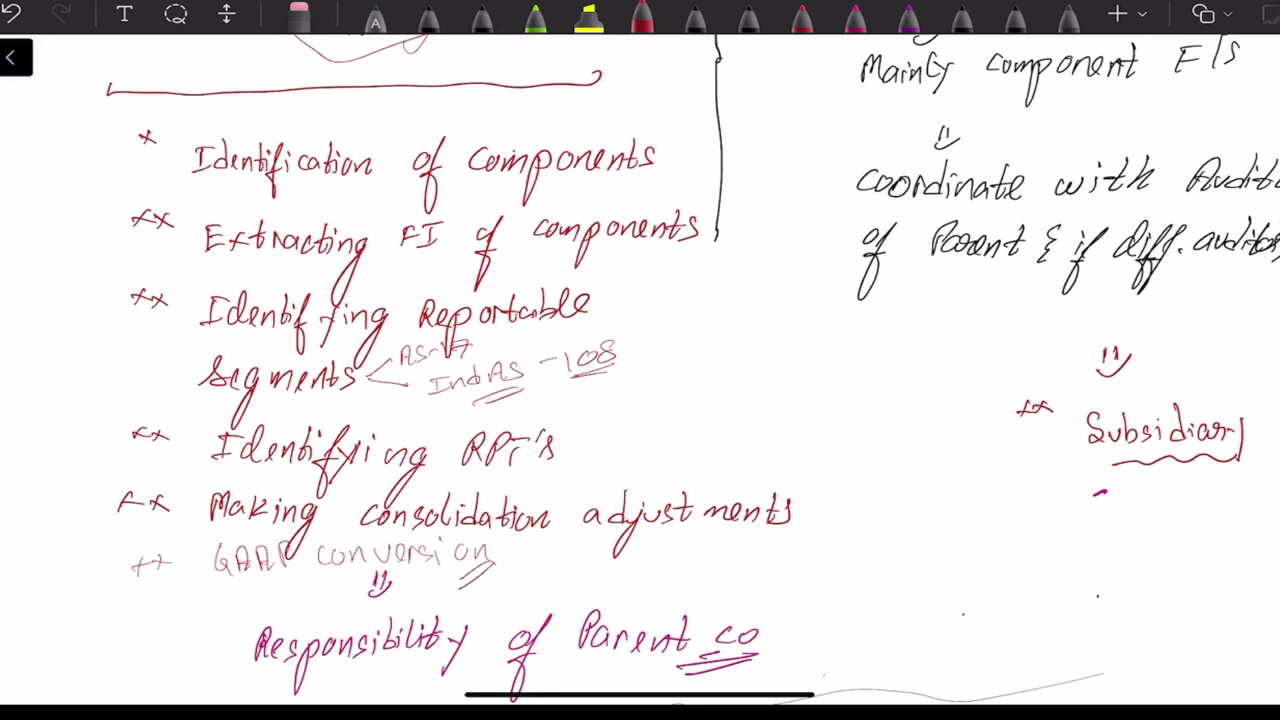 * Identification of Components
** Extracting FI of components
** Identifying Reportable
Segments AS-17
IndAS -108
** Identifying RPT's
** Making consolidation adjustments
++ GAAP conversion
Responsibility of Parent co
Mainly component F/S
coordinate with Audito
of Parent & if diff. auditor
** Subsidiary